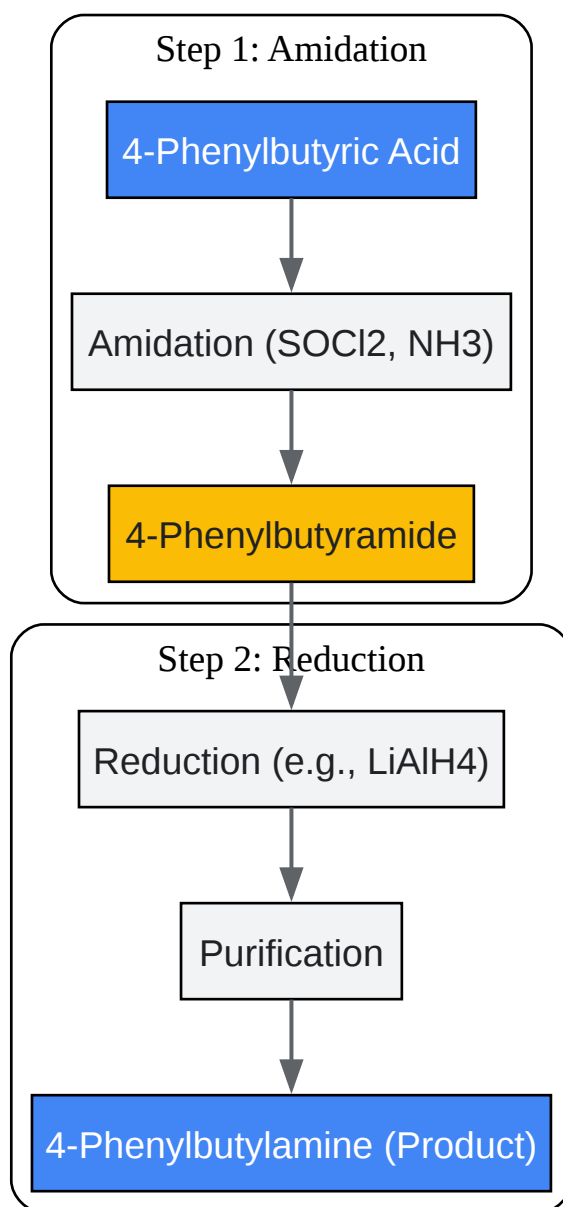 Step 1: Amidation
4-Phenylbutyric Acid
Amidation (SOCl2, NH3)
4-Phenylbutyramide
Step 2: Reduction
Reduction (e.g., LiAlH4)
Purification
4-Phenylbutylamine (Product)